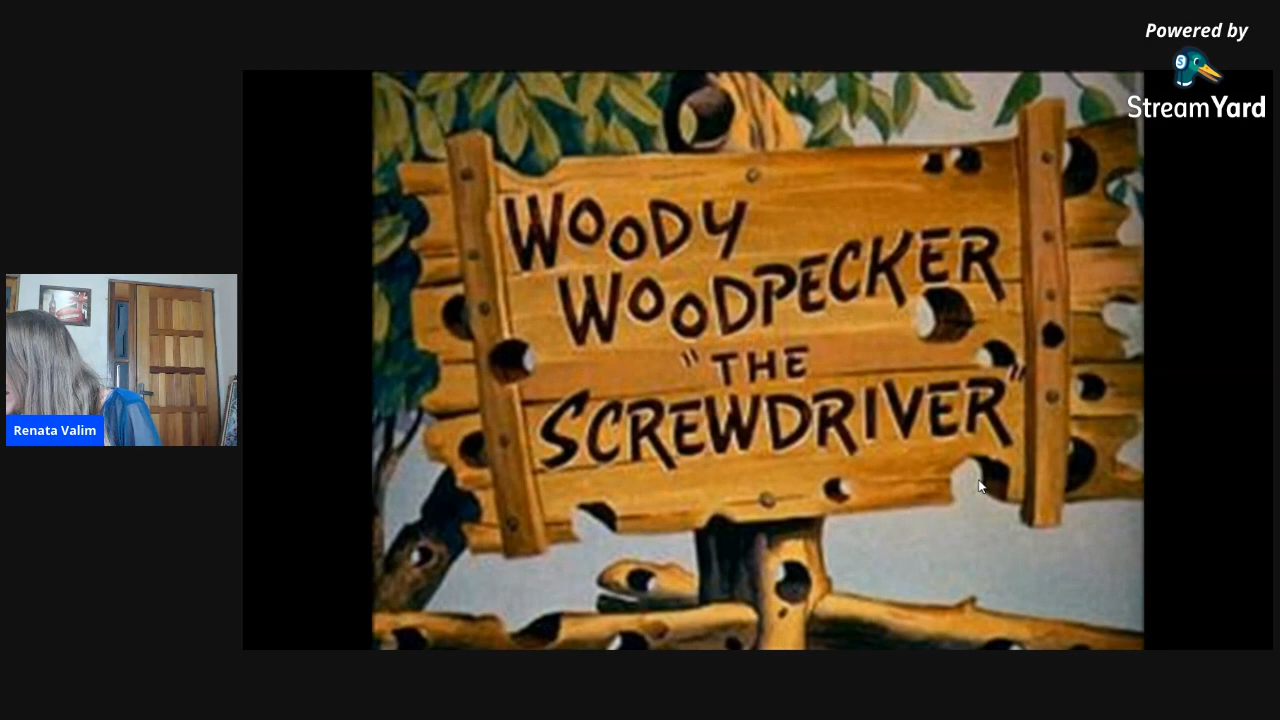 Powered by
StreamYard
WOODY
WOODPECKER
"THE
SCREWDRIVER"
Renata Valim